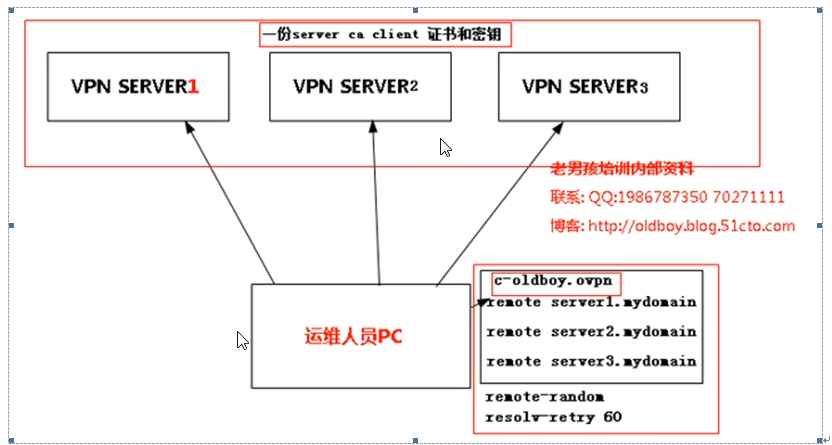 一份server ca client 证书和密钥
VPN SERVER1
VPN SERVER2
VPN SERVER3
老男孩培训内部资料
联系: QQ:1986787350 70271111
博客: http://oldboy.blog.51cto.com
运维人员PC
c-oldboy.ovpn
remote server1.mydomain
remote server2.mydomain
remote server3.mydomain
remote-random
resolv-retry 60